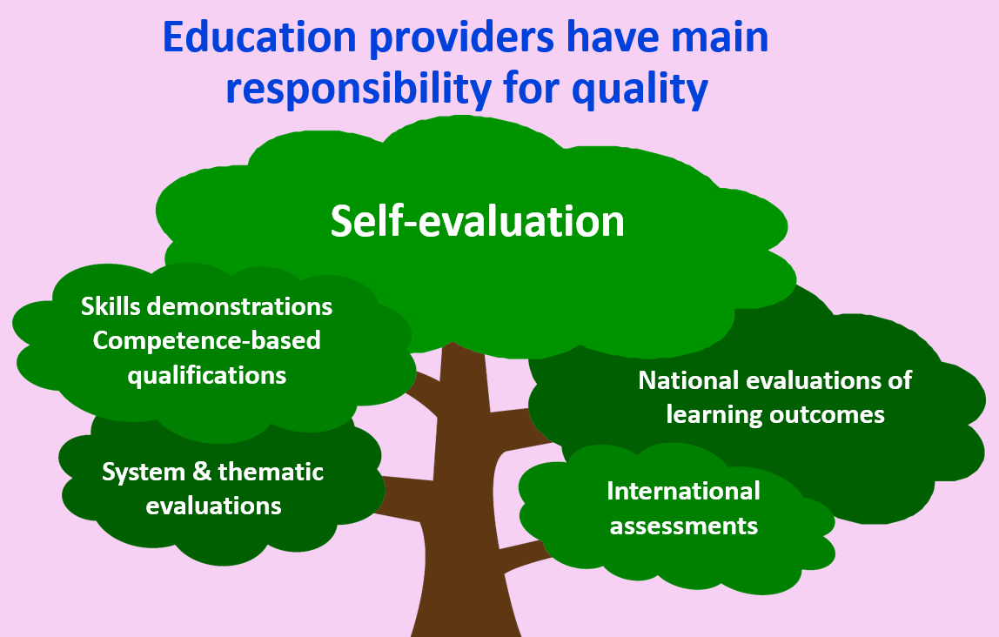 Education providers have main
responsibility for quality
Self-evaluation
Skills demonstrations
Competence-based
qualifications
National evaluations of
learning outcomes
System & thematic
evaluations
International
assessments